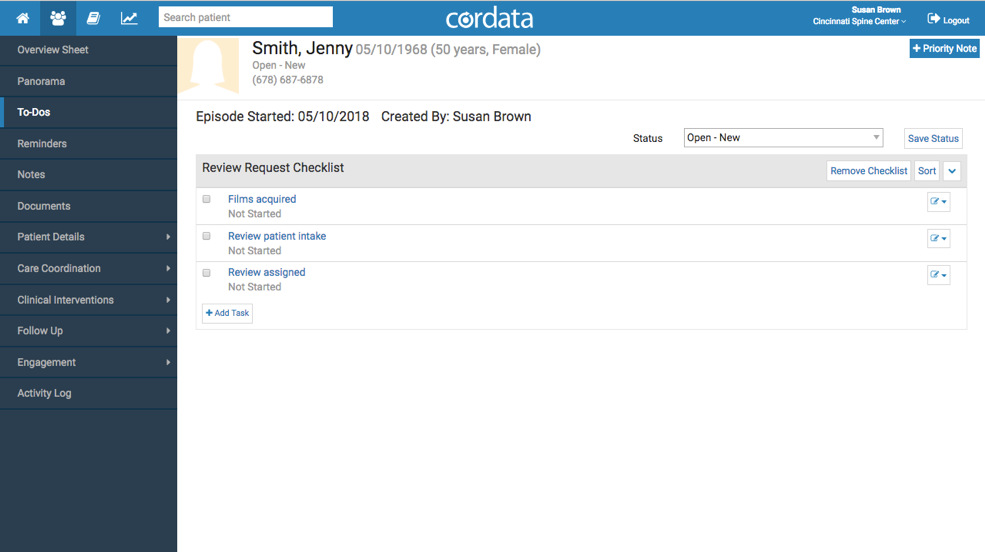 Search patient
cordata
Susan Brown
Cincinnati Spine Center
Logout
Overview Sheet
Panorama
To-Dos
Reminders
Notes
Documents
Patient Details
Care Coordination
Clinical Interventions
Follow Up
Engagement
Activity Log
Smith, Jenny 05/10/1968 (50 years, Female)
+ Priority Note
Open - New
(678) 687-6878
Episode Started: 05/10/2018 Created By: Susan Brown
Status Open - New Save Status
Review Request Checklist Remove Checklist Sort
Films acquired
Not Started
Review patient intake
Not Started
Review assigned
Not Started
+ Add Task